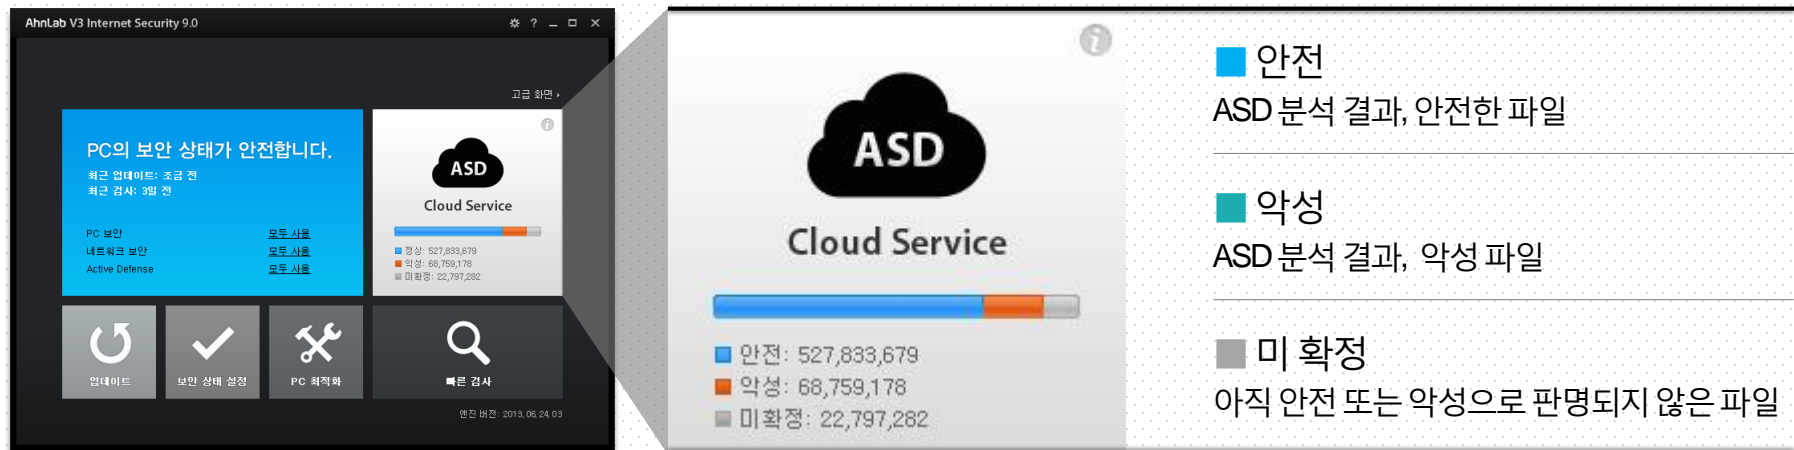 AhnLab V3 Internet Security 9.0
고급 화면
PC의 보안 상태가 안전합니다.
최근 업데이트: 조금 전
최근 검사: 3일 전
PC 보안 모두 사용
네트워크 보안 모두 사용
Active Defense 모두 사용
ASD
Cloud Service
정상: 527,833,679
악성: 68,759,178
미확정: 22,797,282
업데이트
보안 상태 설정
PC 최적화
빠른 검사
엔진 버전: 2013.06.24.03
ASD
Cloud Service
안전: 527,833,679
악성: 68,759,178
미확정: 22,797,282
안전
ASD 분석 결과, 안전한 파일
악성
ASD 분석 결과, 악성 파일
미 확정
아직 안전 또는 악성으로 판명되지 않은 파일